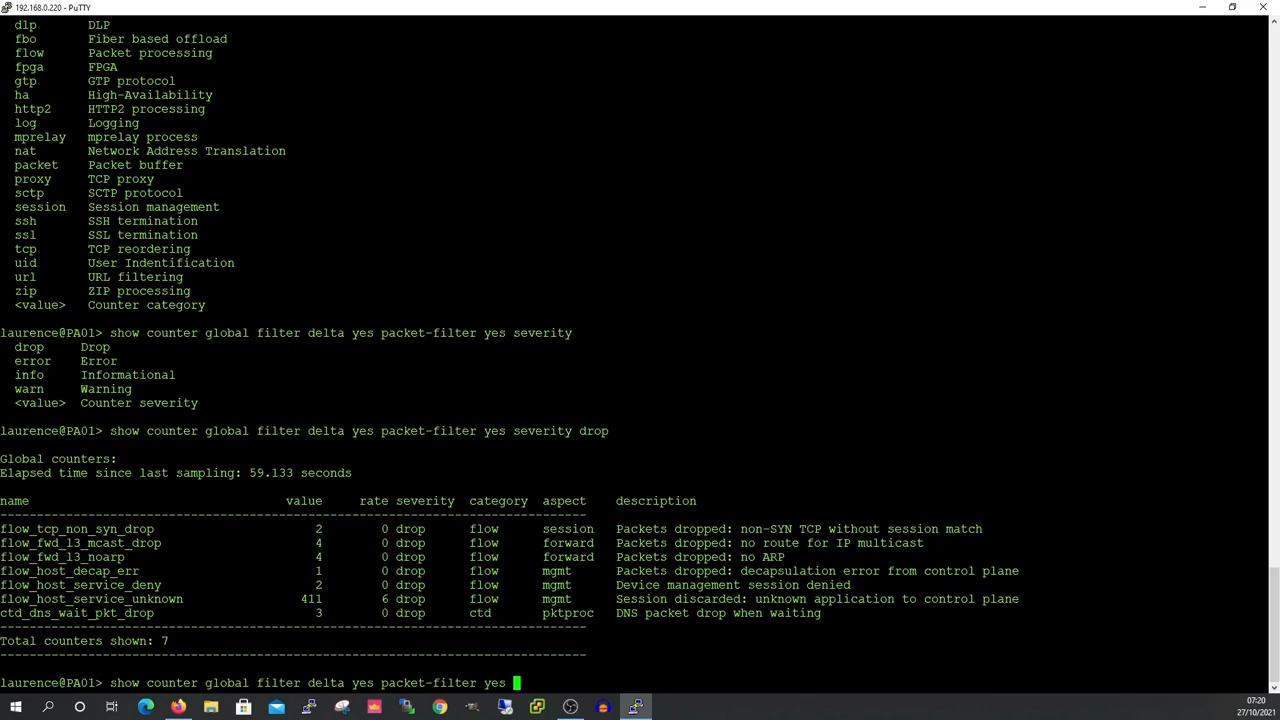 192.168.0.220 - PuTTY
dlp DLP
fbo Fiber based offload
flow Packet processing
fpga FPGA
gtp GTP protocol
ha High-Availability
http2 HTTP2 processing
log Logging
mprelay mprelay process
nat Network Address Translation
packet Packet buffer
proxy TCP proxy
sctp SCTP protocol
session Session management
ssh SSH termination
ssl SSL termination
tcp TCP reordering
uid User Indentification
url URL filtering
zip ZIP processing
<value> Counter category
laurence@PA01> show counter global filter delta yes packet-filter yes severity
drop Drop
error Error
info Informational
warn Warning
<value> Counter severity
laurence@PA01> show counter global filter delta yes packet-filter yes severity drop
Global counters:
Elapsed time since last sampling: 59.133 seconds
name value rate severity category aspect description
--------------------------------------------------------------------------------
flow_tcp_non_syn_drop 2 0 drop flow session Packets dropped: non-SYN TCP without session match
flow_fwd_l3_mcast_drop 4 0 drop flow forward Packets dropped: no route for IP multicast
flow_fwd_l3_noarp 4 0 drop flow forward Packets dropped: no ARP
flow_host_decap_err 1 0 drop flow mgmt Packets dropped: decapsulation error from control plane
flow_host_service_deny 2 0 drop flow mgmt Device management session denied
flow_host_service_unknown 411 6 drop flow mgmt Session discarded: unknown application to control plane
ctd_dns_wait_pkt_drop 3 0 drop ctd pktproc DNS packet drop when waiting
--------------------------------------------------------------------------------
Total counters shown: 7
--------------------------------------------------------------------------------
laurence@PA01> show counter global filter delta yes packet-filter yes
07:20
27/10/2021